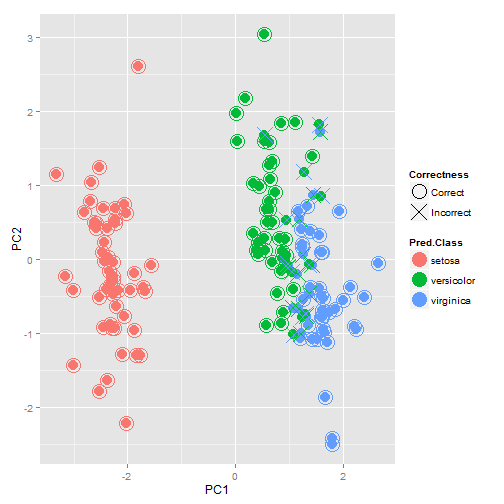 3
2
1
0
-1
-2
PC2
-2
0
2
PC1
Correctness
Correct
Incorrect
Pred.Class
setosa
versicolor
virginica